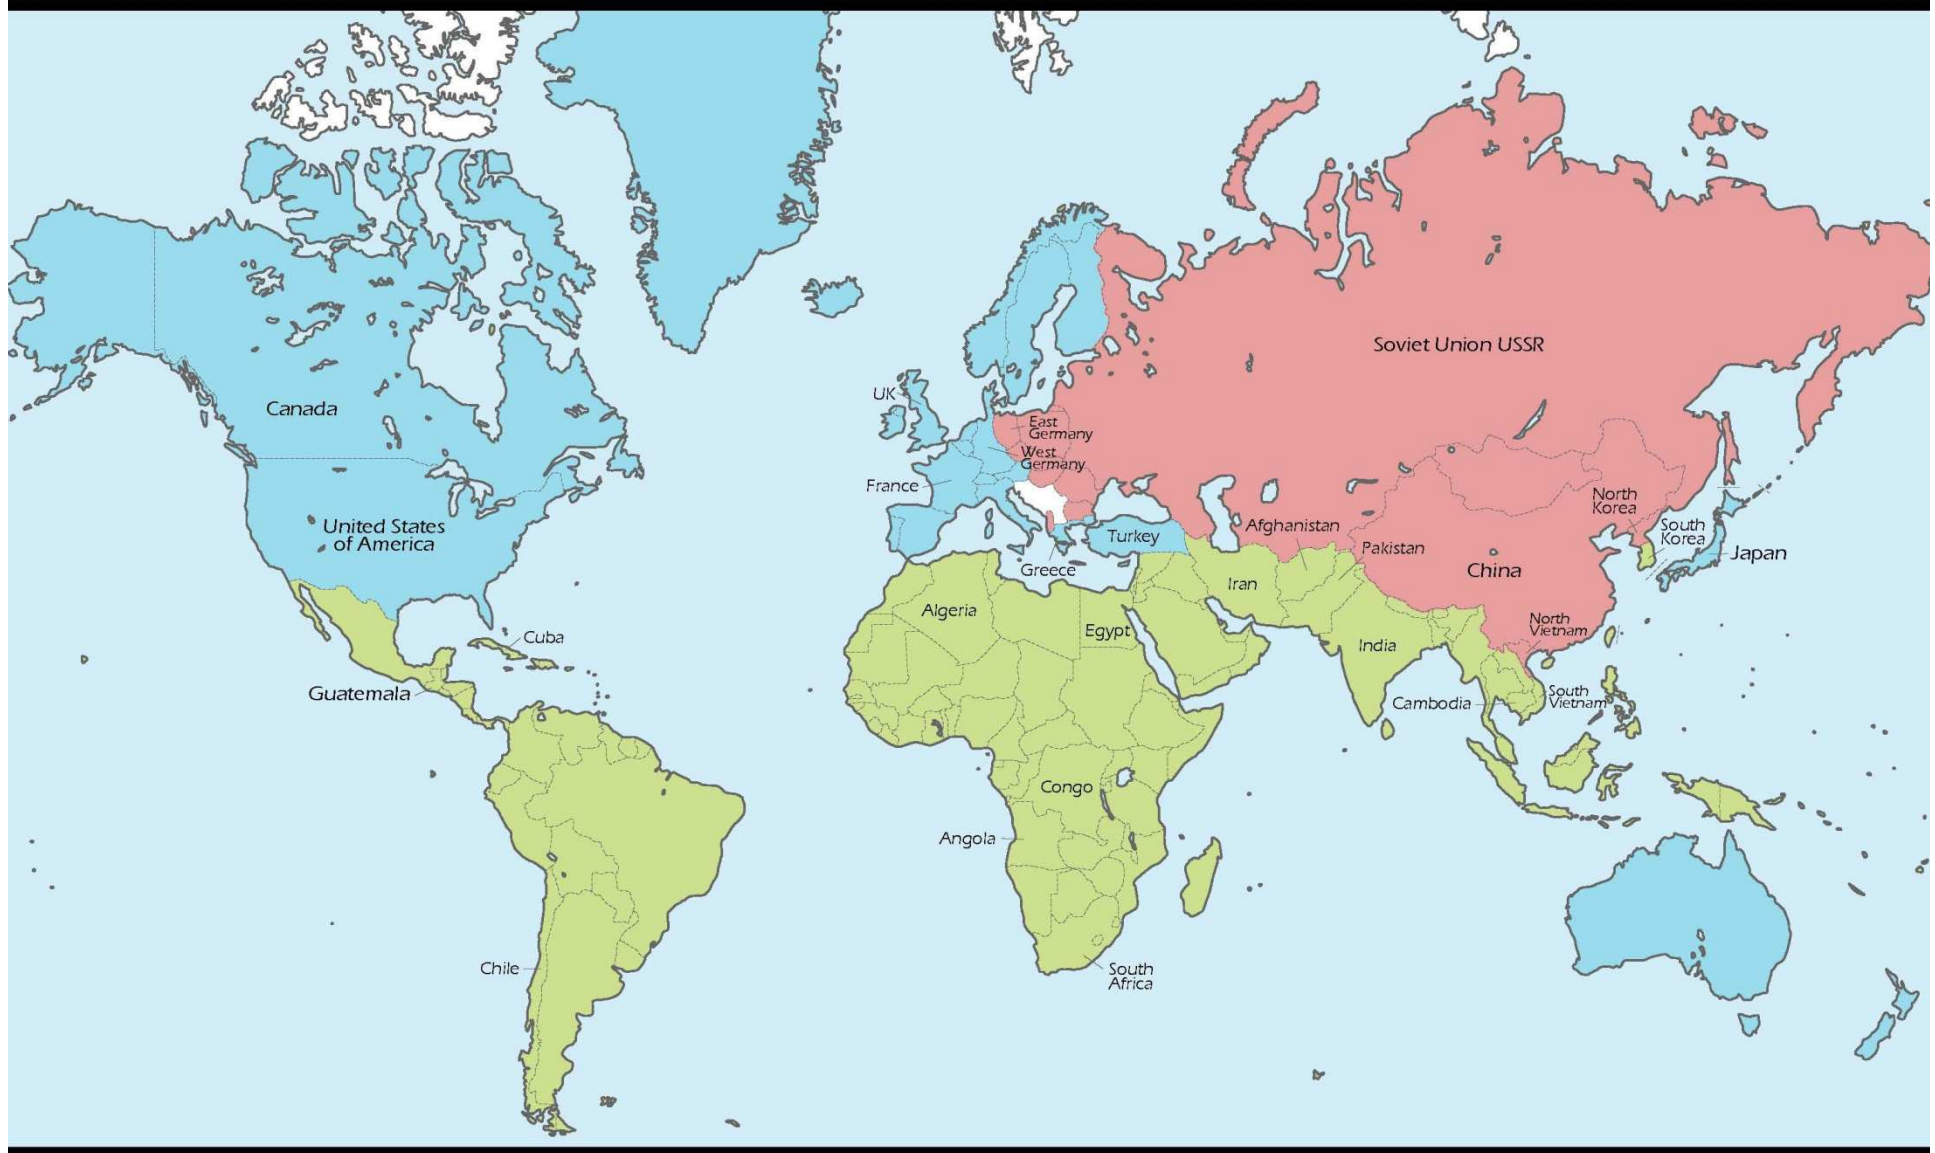 Soviet Union USSR
UK
Canada
East
Germany
West
Germany
France
North
Korea
United States
of America
Afghanistan
South
Korea
Turkey
Pakistan
Japan
Greece
China
Iran
Algeria
North
Vietnam
Egypt
Cuba
India
Guatemala
Cambodia
South
Vietnam
Congo
Angola
Chile
South
Africa